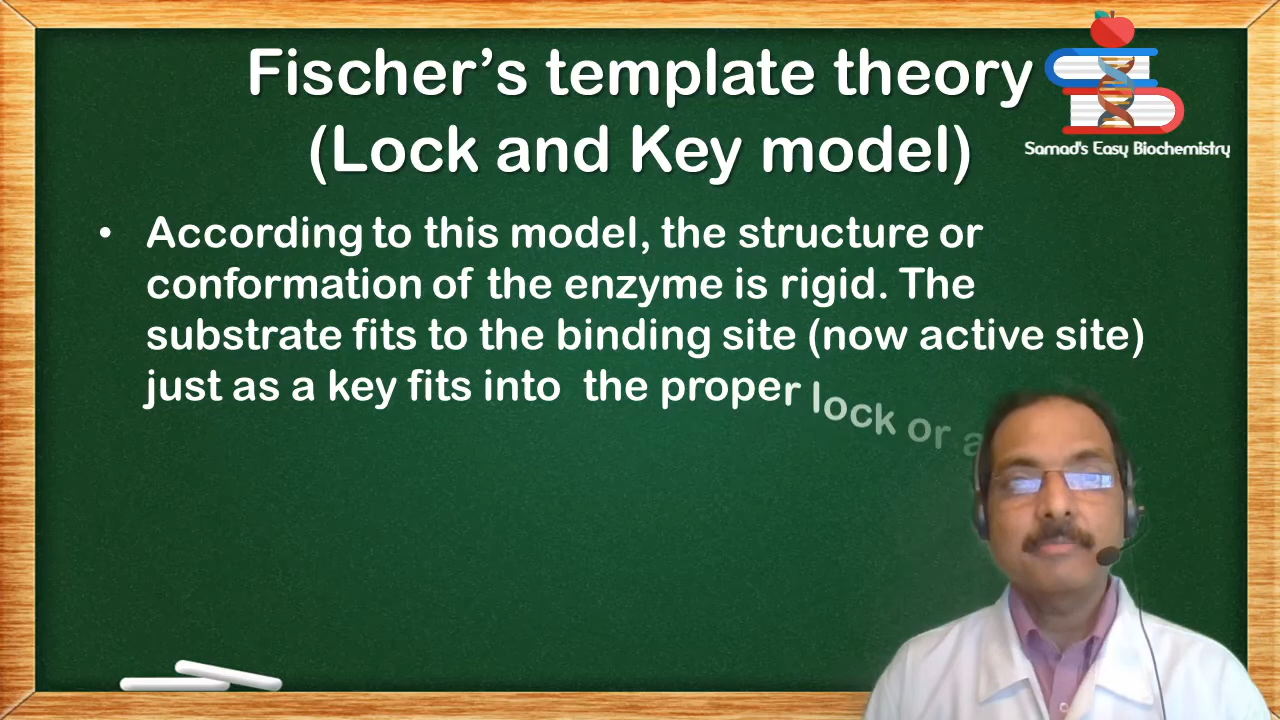 Fischer’s template theory
(Lock and Key model)
Samad's Easy Biochemistry
• According to this model, the structure or
conformation of the enzyme is rigid. The
substrate fits to the binding site (now active site)
just as a key fits into the proper lock or a